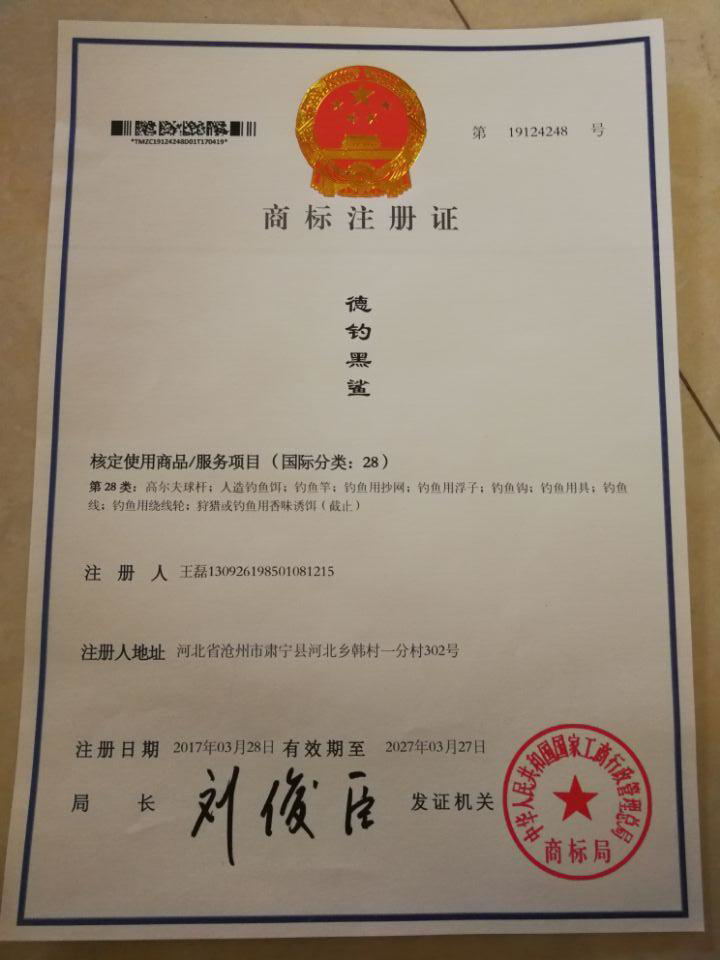 *TMZC19124248D01T170419*
第 19124248 号
商标注册证
德钓黑鲨
核定使用商品/服务项目（国际分类：28）
第28类：高尔夫球杆；人造钓鱼饵；钓鱼竿；钓鱼用抄网；钓鱼用浮子；钓鱼钩；钓鱼用具；钓鱼
线；钓鱼用绕线轮；狩猎或钓鱼用香味诱饵（截止）
注册人 王磊130926198501081215
注册人地址 河北省沧州市肃宁县河北乡韩村一分村302号
注册日期 2017年03月28日 有效期至 2027年03月27日
局长 刘俊臣 发证机关
中华人民共和国国家工商行政管理总局
商标局